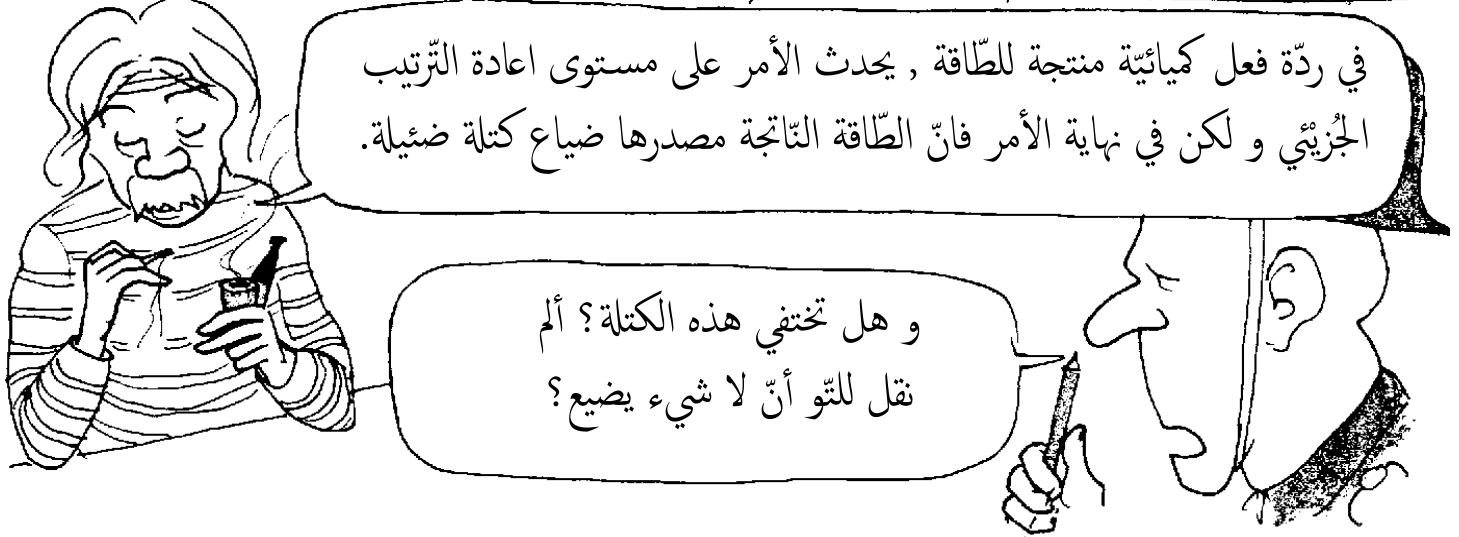 في ردّة فعل كميائيّة منتجة للطّاقة , يحدث الأمر على مستوى اعادة التّرتيب
الجُزيْئي و لكن في نهاية الأمر فانّ الطّاقة النّاتجة مصدرها ضياع كتلة ضئيلة.
و هل تختفي هذه الكتلة؟ ألم
نقل للتّو أنّ لا شيء يضيع؟